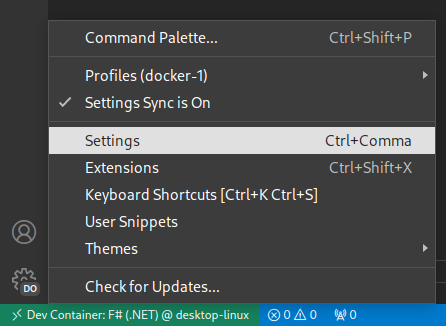 Command Palette... Ctrl+Shift+P
Profiles (docker-1)
Settings Sync is On
Settings Ctrl+Comma
Extensions Ctrl+Shift+X
Keyboard Shortcuts [Ctrl+K Ctrl+S]
User Snippets
Themes
Check for Updates...
DO
Dev Container: F# (.NET) @ desktop-linux 0 0 0